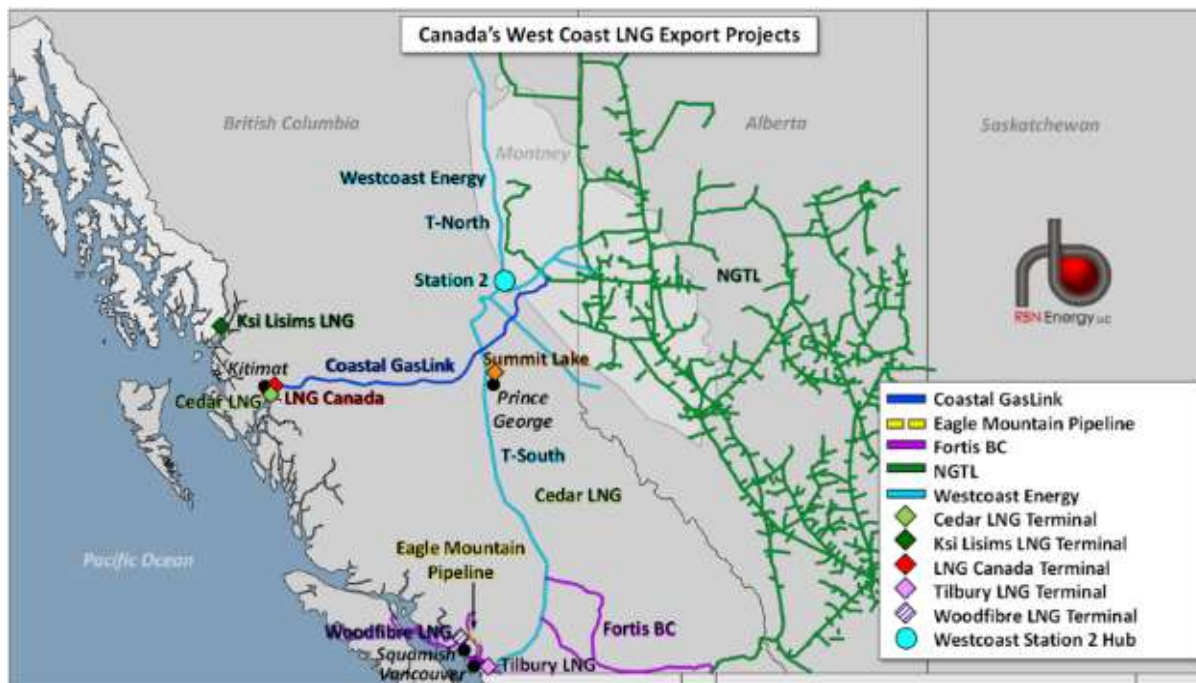 Canada's West Coast LNG Export Projects
British Columbia
Alberta
Saskatchewan
Montney
Westcoast Energy
T-North
Station 2
NGTL
RBN Energy LLC
Ksi Lisims LNG
Kitimat
Coastal GasLink
Summit Lake
Cedar LNG
LNG Canada
Prince
George
T-South
Cedar LNG
Pacific Ocean
Eagle Mountain
Pipeline
Woodfibre LNG
Fortis BC
Squamish
Vancouver
Tilbury LNG
Coastal GasLink
Eagle Mountain Pipeline
Fortis BC
NGTL
Westcoast Energy
Cedar LNG Terminal
Ksi Lisims LNG Terminal
LNG Canada Terminal
Tilbury LNG Terminal
Woodfibre LNG Terminal
Westcoast Station 2 Hub